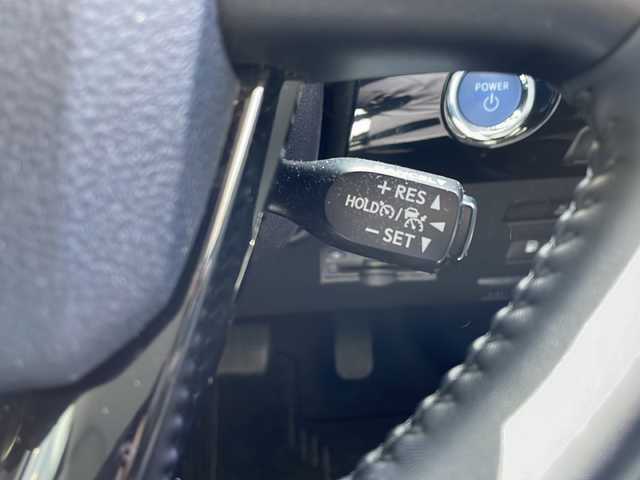 POWER
+ RES ▲
HOLD / ◀
− SET ▼